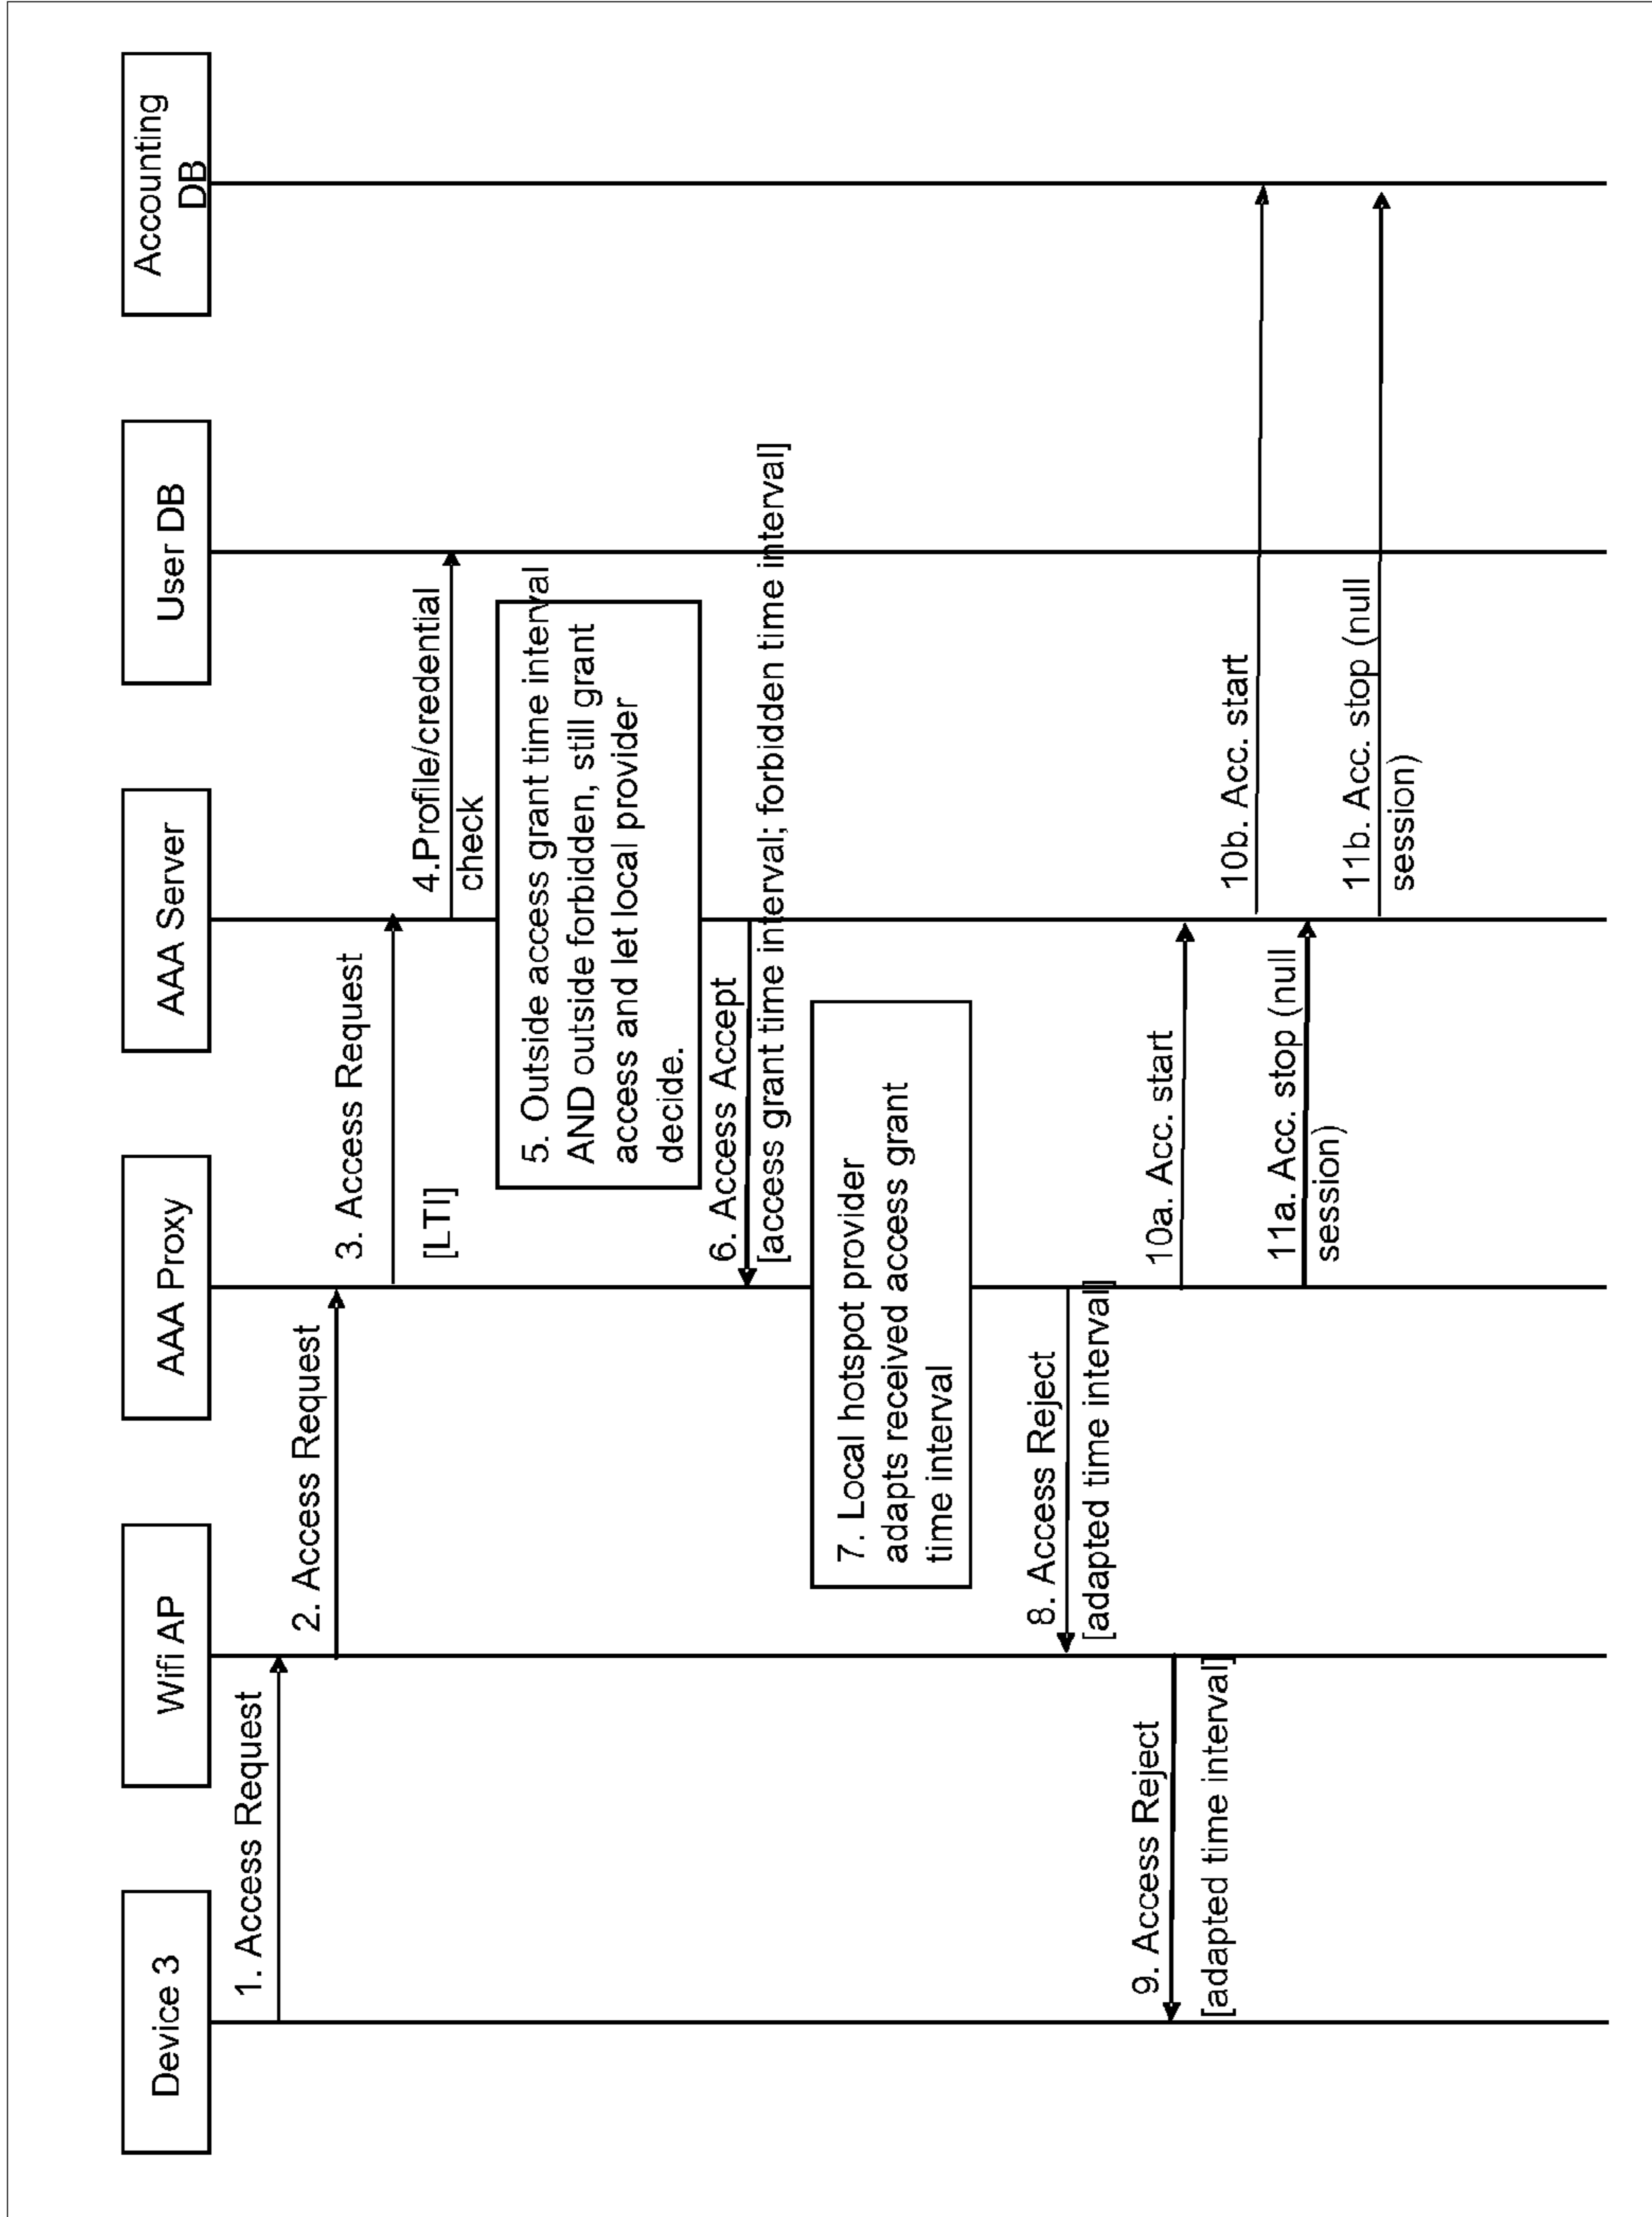 Device 3
Wifi AP
AAA Proxy
AAA Server
User DB
Accounting
DB
1. Access Request
2. Access Request
3. Access Request
[LTI]
4.Profile/credential
check
5. Outside access grant time interval
AND outside forbidden, still grant
access and let local provider
decide.
6. Access Accept
[access grant time interval; forbidden time interval]
7. Local hotspot provider
adapts received access grant
time interval
8. Access Reject
[adapted time interval]
9. Access Reject
[adapted time interval]
10a. Acc. start
10b. Acc. start
11a. Acc. stop (null
session)
11b. Acc. stop (null
session)